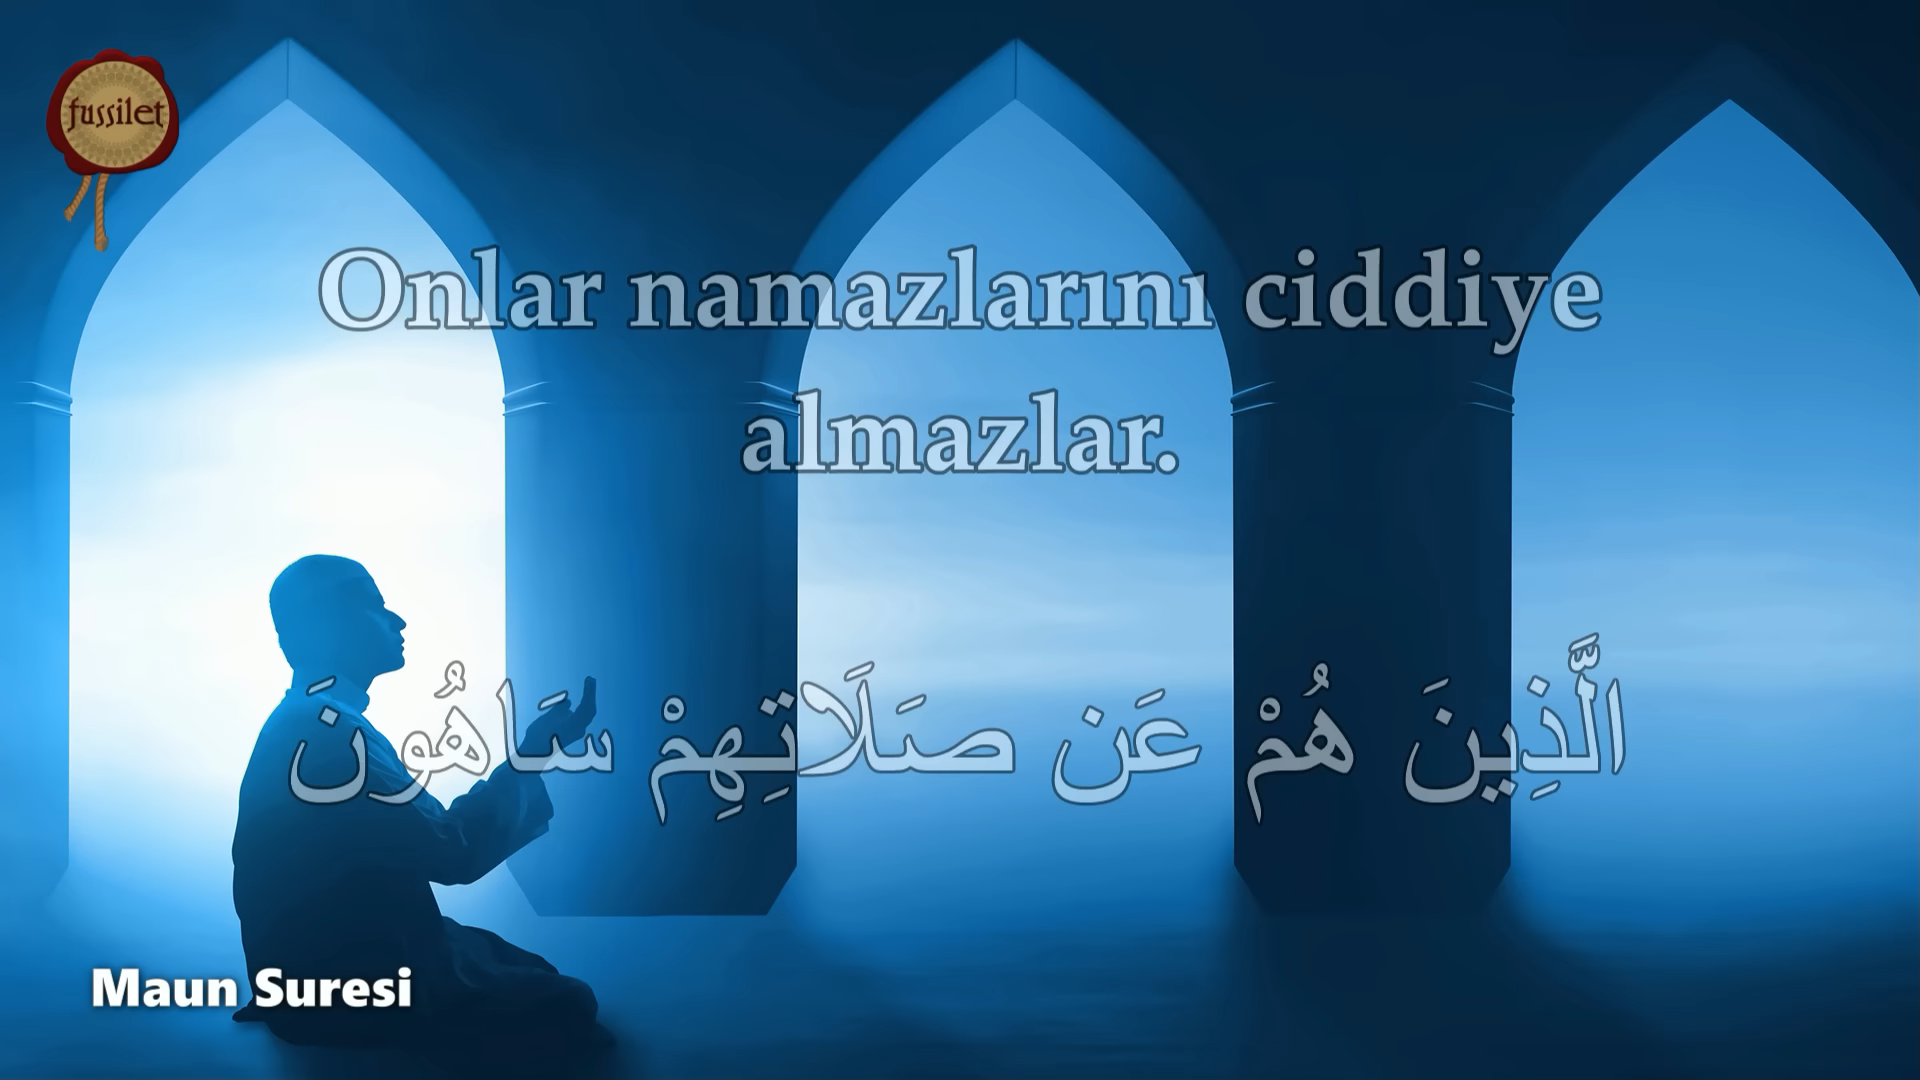 fussilet
Onlar namazlarını ciddiye
almazlar.
الَّذِينَ هُمْ عَن صَلَاتِهِمْ سَاهُونَ
Maun Suresi